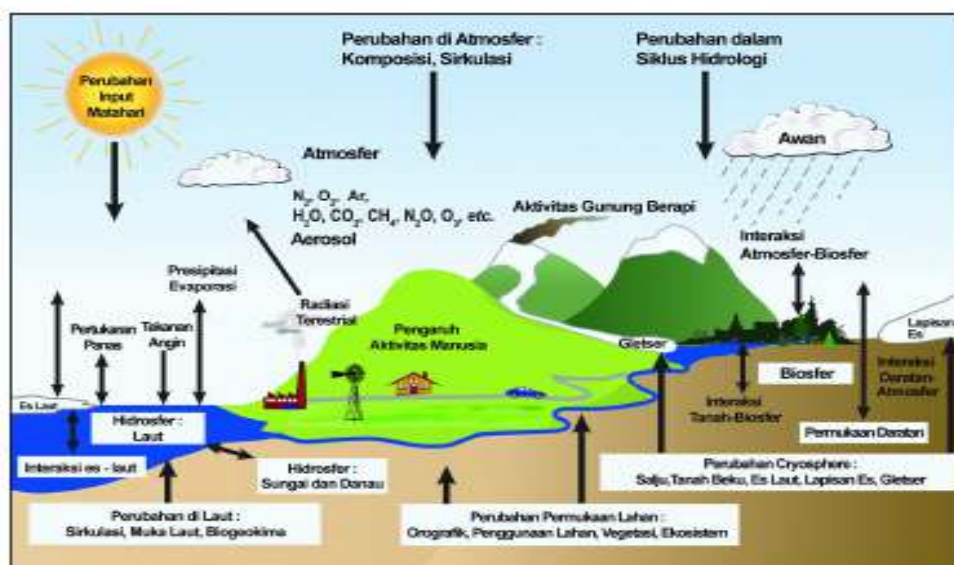 Perubahan di Atmosfer :
Komposisi, Sirkulasi
Perubahan dalam
Siklus Hidrologi
Perubahan
Input
Matahari
Awan
Atmosfer
N₂, O₂, Ar,
H₂O, CO₂, CH₄, N₂O, O₃, etc.
Aerosol
Aktivitas Gunung Berapi
Interaksi
Atmosfer-Biosfer
Presipitasi
Evaporasi
Radiasi
Terestrial
Pertukaran
Panas
Tekanan
Angin
Pengaruh
Aktivitas Manusia
Gletser
Lapisan
Es
Biosfer
Interaksi
Daratan-
Atmosfer
Es Laut
Hidrosfer :
Laut
Interaksi
Tanah-Biosfer
Permukaan Daratan
Interaksi es - laut
Hidrosfer :
Sungai dan Danau
Perubahan Cryosphere :
Salju,Tanah Beku, Es Laut, Lapisan Es, Gletser
Perubahan di Laut :
Sirkulasi, Muka Laut, Biogeokimia
Perubahan Permukaan Lahan :
Orografik, Penggunaan Lahan, Vegetasi, Ekosistem